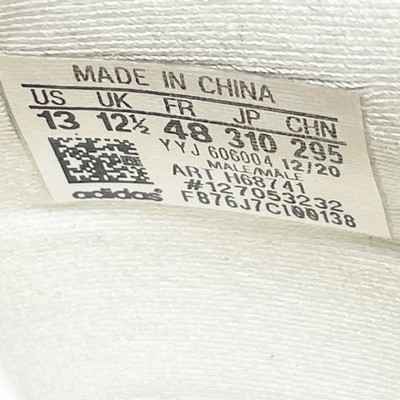 MADE IN CHINA
US UK FR JP CHN
13 12½ 48 310 295
YYJ 606004 12/20
MALE/MALE
ART H68741
#127053232
F876J7Cl00138
adidas